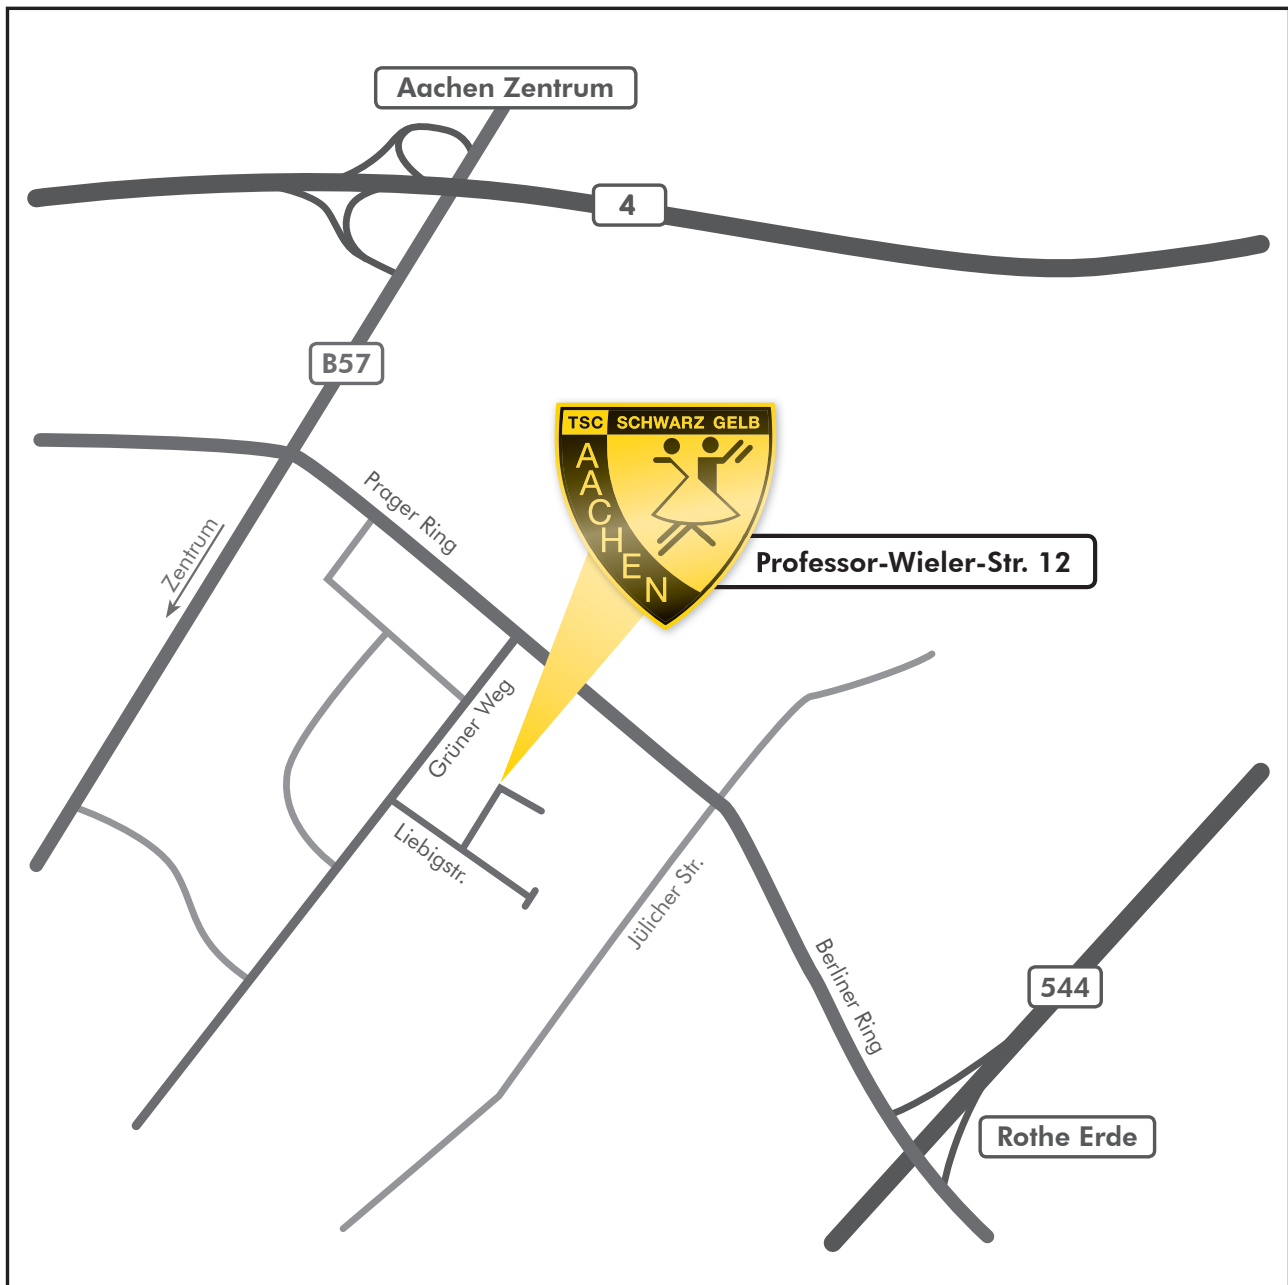 Aachen Zentrum
4
B57
TSC SCHWARZ GELB
AACHEN
Prager Ring
Zentrum
Professor-Wieler-Str. 12
Grüner Weg
Liebigstr.
Jülicher Str.
Berliner Ring
544
Rothe Erde